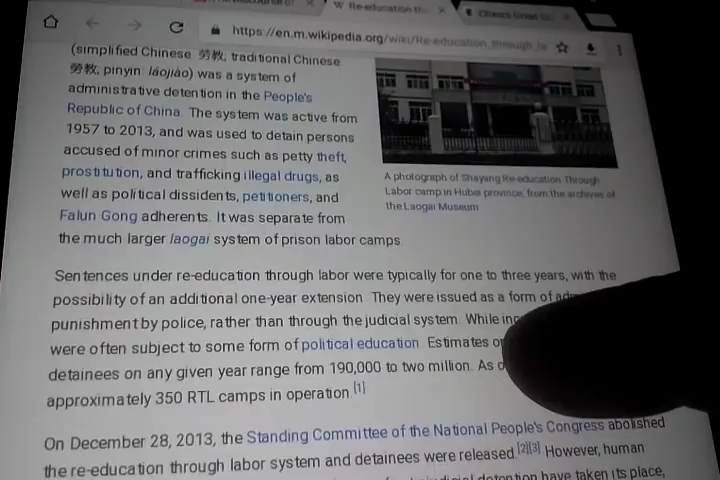 Re-education th
https://en.m.wikipedia.org/wiki/Re-education_through_la
(simplified Chinese 劳教, traditional Chinese
勞教, pinyin láojiào) was a system of
administrative detention in the People's
Republic of China. The system was active from
1957 to 2013, and was used to detain persons
accused of minor crimes such as petty theft,
prostitution, and trafficking illegal drugs, as
well as political dissidents, petitioners, and
Falun Gong adherents. It was separate from
the much larger laogai system of prison labor camps
A photograph of Shayang Re-education Through
Labor camp in Hubei province, from the archives of
the Laogai Museum
Sentences under re-education through labor were typically for one to three years, with the
possibility of an additional one-year extension They were issued as a form of
punishment by police, rather than through the judicial system. While
were often subject to some form of political education. Estimates
detainees on any given year range from 190,000 to two million. As
approximately 350 RTL camps in operation.[1]
On December 28, 2013, the Standing Committee of the National People's Congress abolished
the re-education through labor system and detainees were released.[2][3] However, human
detention have taken its place,